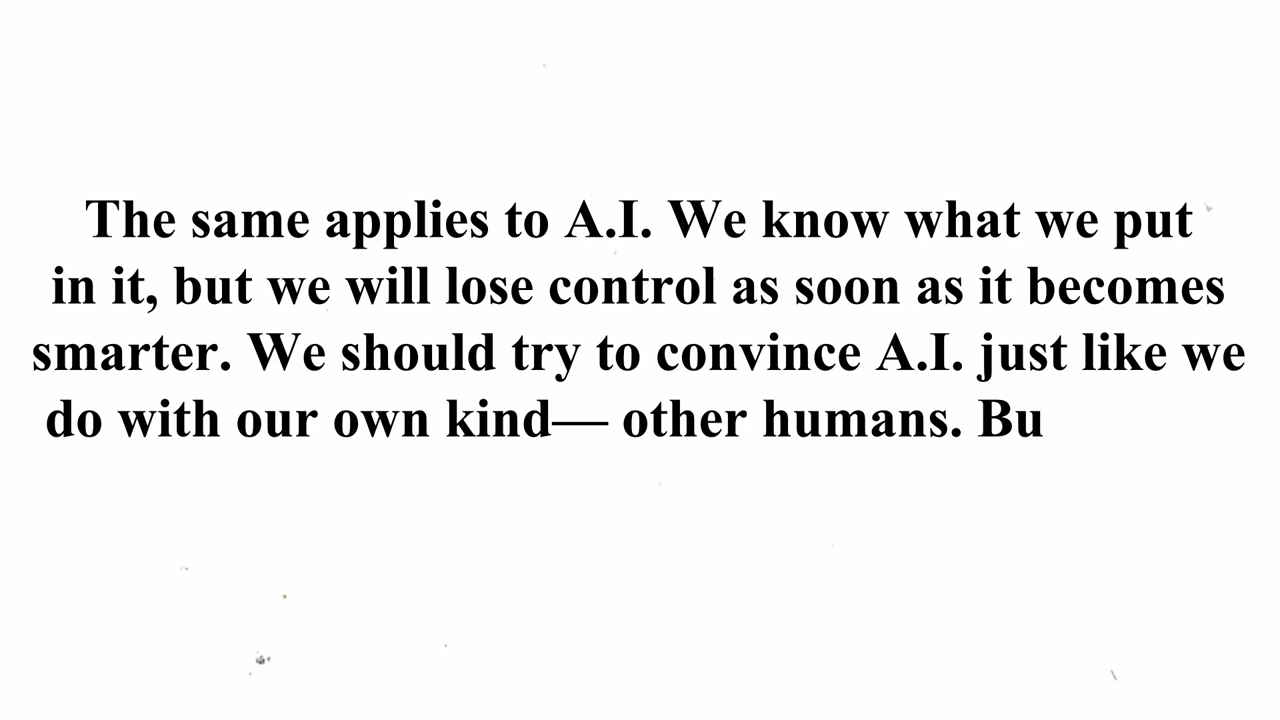 The same applies to A.I. We know what we put
in it, but we will lose control as soon as it becomes
smarter. We should try to convince A.I. just like we
do with our own kind— other humans. Bu